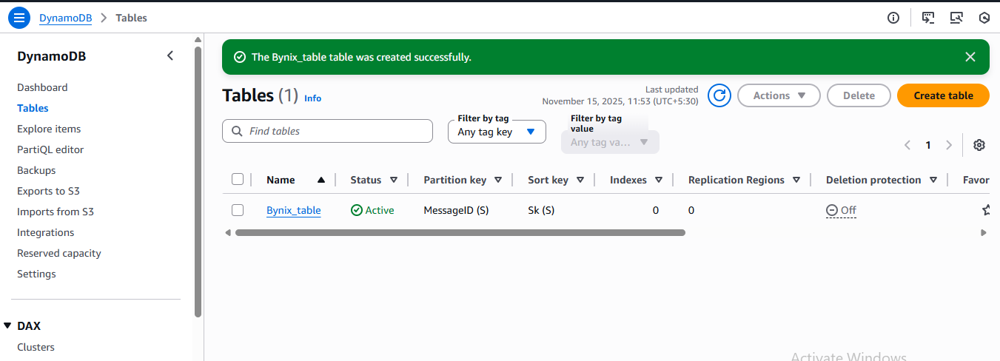 DynamoDB > Tables
DynamoDB
Dashboard
Tables
Explore items
PartiQL editor
Backups
Exports to S3
Imports from S3
Integrations
Reserved capacity
Settings
DAX
Clusters
The Bynix_table table was created successfully.
Tables (1) Info
Last updated
November 15, 2025, 11:53 (UTC+5:30)
Actions
Delete
Create table
Find tables
Filter by tag
Any tag key
Filter by tag
value
Any tag va...
1
Name Status Partition key Sort key Indexes Replication Regions Deletion protection Favor
Bynix_table Active MessageID (S) Sk (S) 0 0 Off
Activate Windows